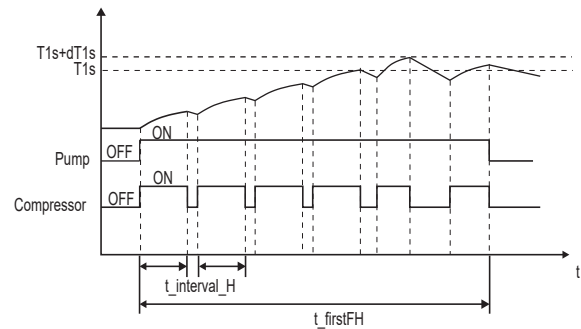 T1s+dT1s
T1s
ON
Pump
OFF
ON
Compressor
OFF
t
t_interval_H
t_firstFH